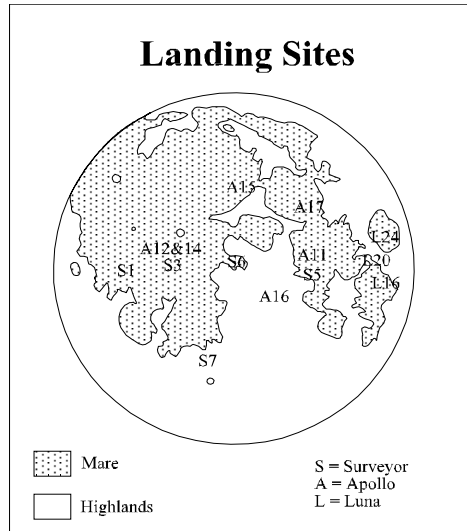 Landing Sites
A15
A17
L24
A12&14
A11
S6
L20
S1
S3
S5
L16
A16
S7
Mare
Highlands
S = Surveyor
A = Apollo
L = Luna